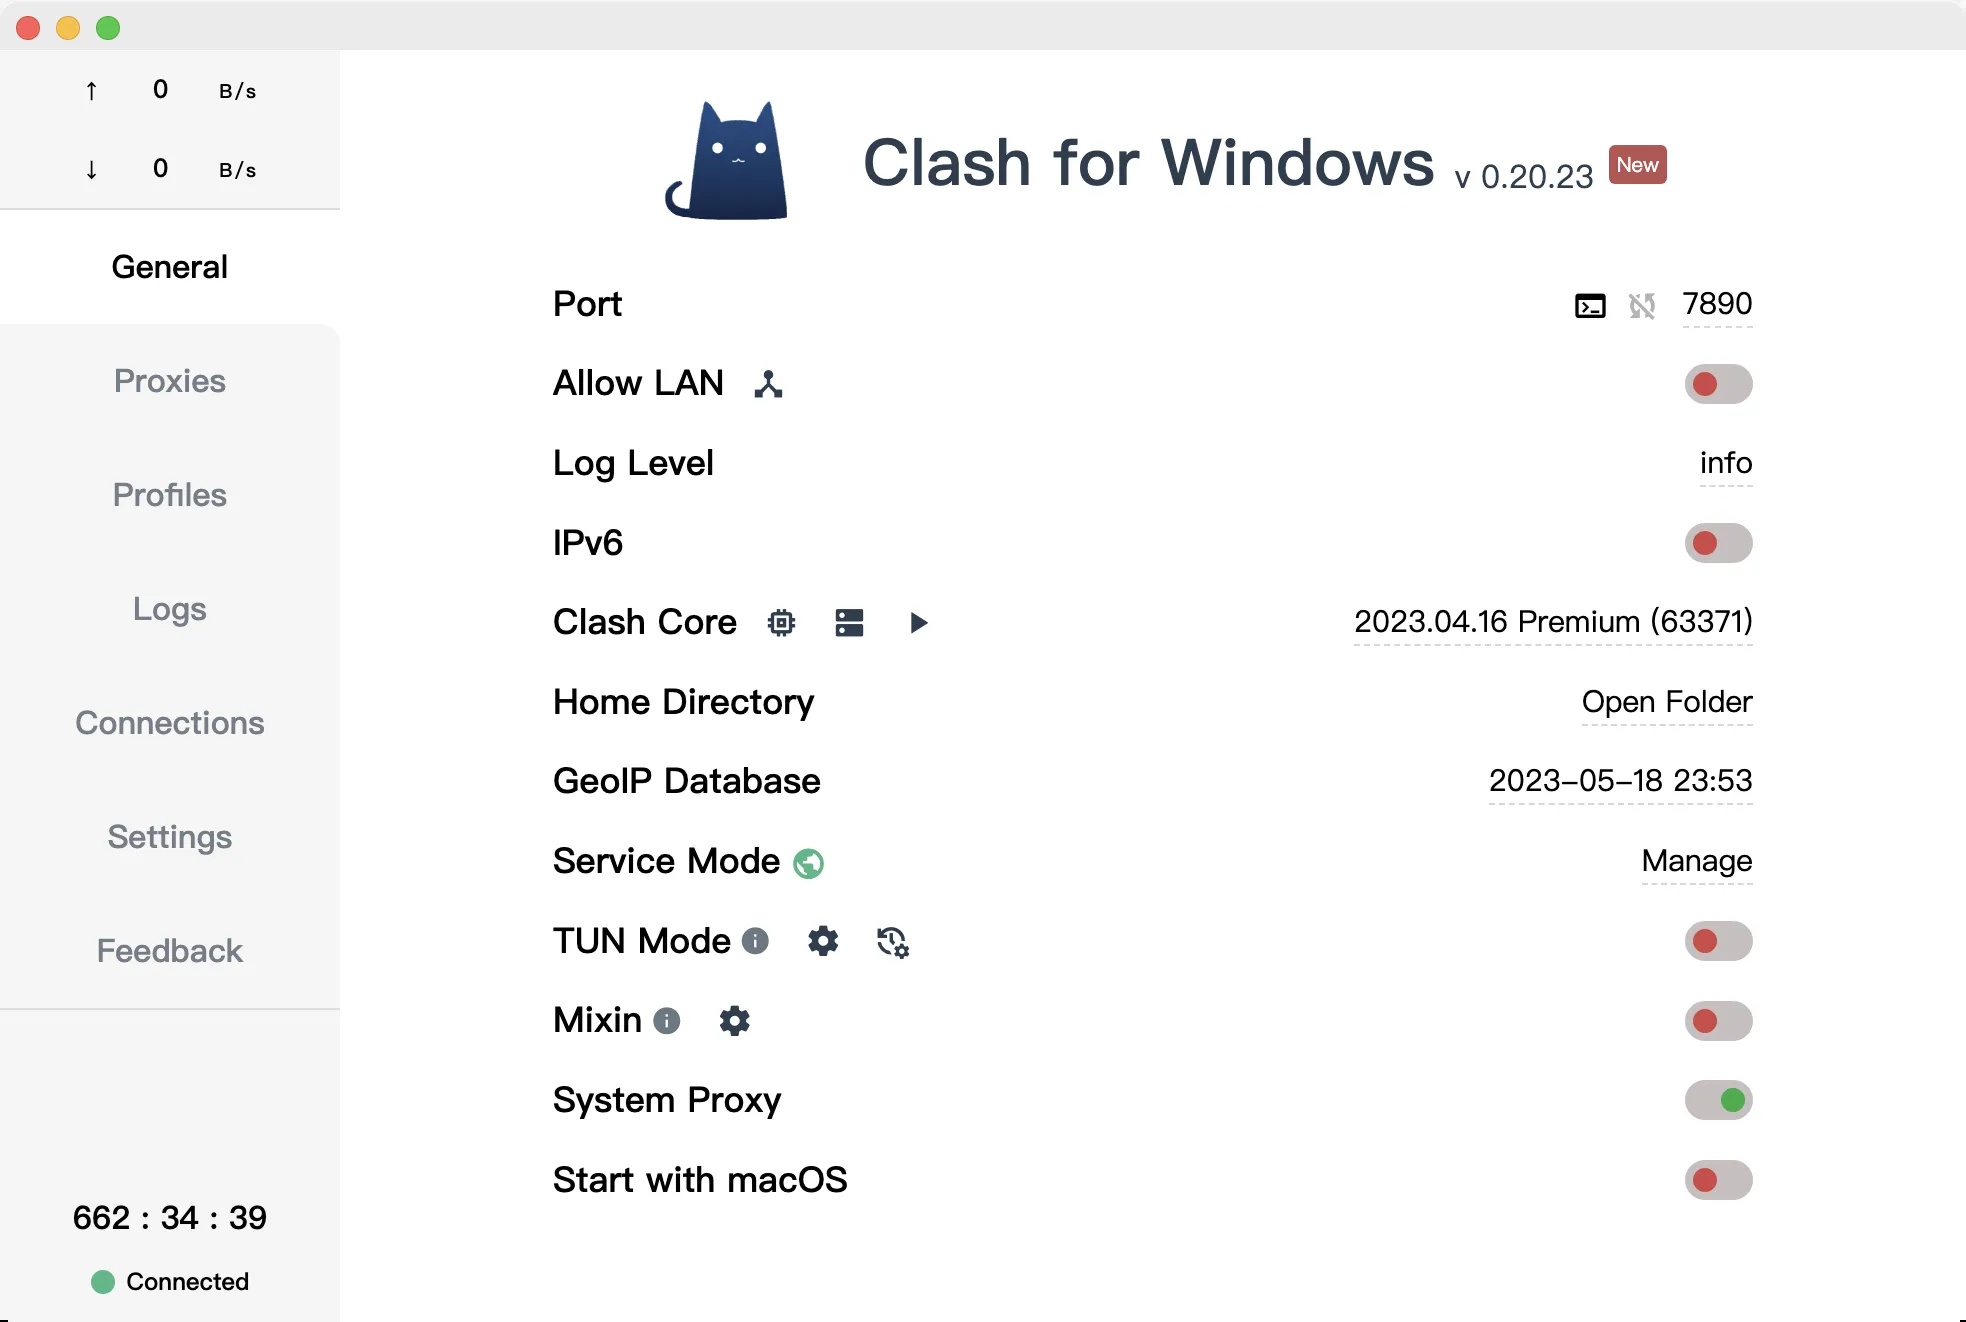 ↑ 0 B/s
↓ 0 B/s
General
Proxies
Profiles
Logs
Connections
Settings
Feedback
662 : 34 : 39
Connected
Clash for Windows v 0.20.23 New
Port 7890
Allow LAN
Log Level info
IPv6
Clash Core 2023.04.16 Premium (63371)
Home Directory Open Folder
GeoIP Database 2023-05-18 23:53
Service Mode Manage
TUN Mode
Mixin
System Proxy
Start with macOS